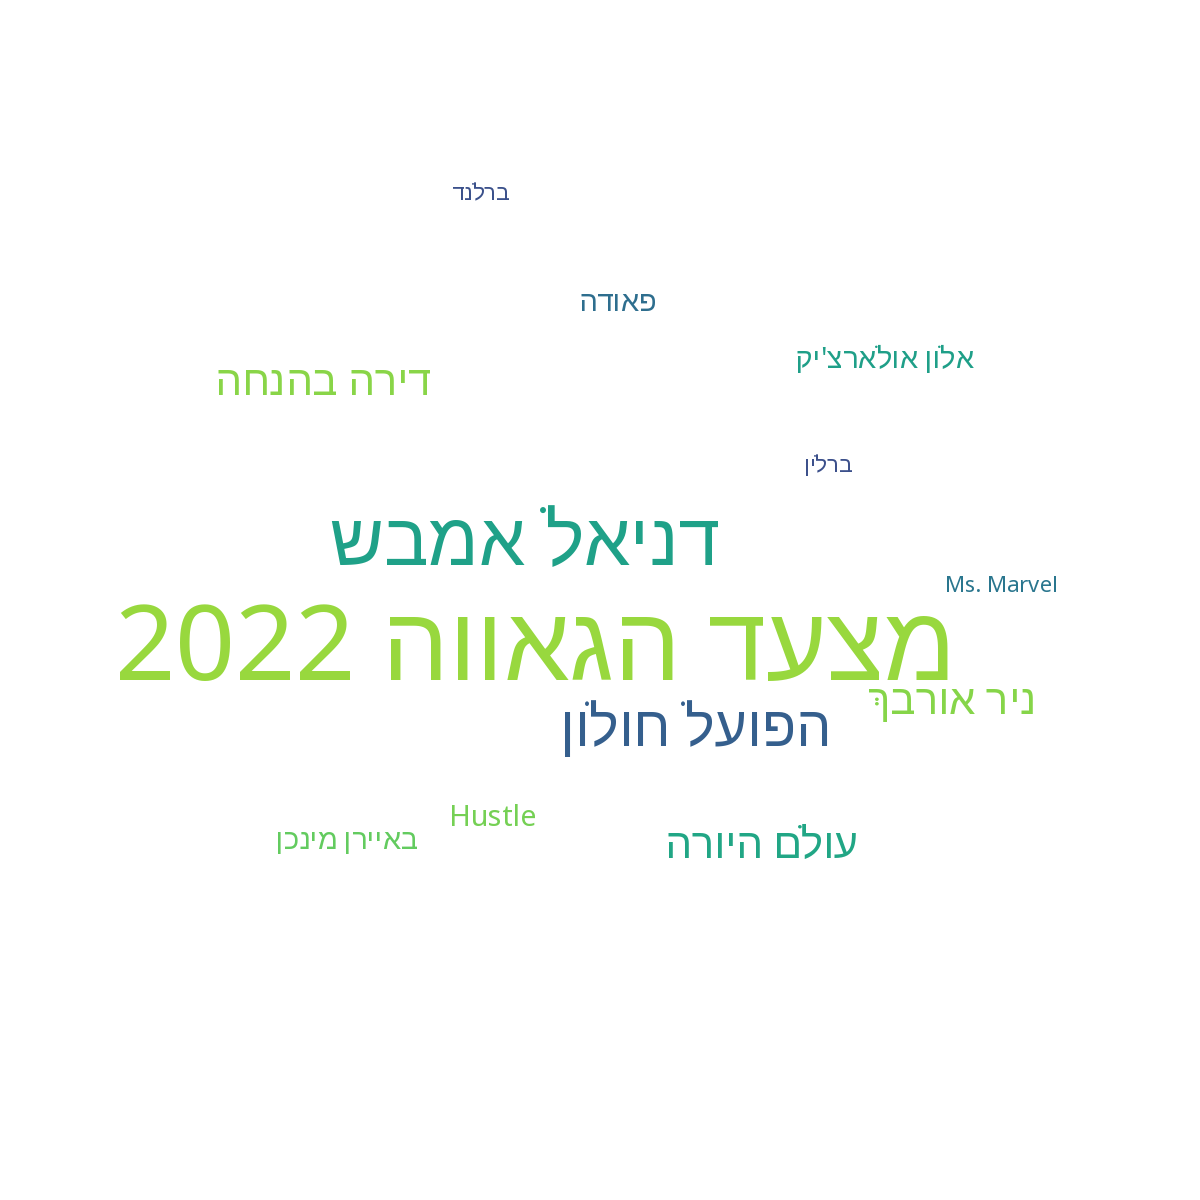 ברלנד
פאודה
אלון אולארצ'יק
דירה בהנחה
ברלין
דניאל אמבש
Ms. Marvel
מצעד הגאווה 2022
ניר אורבך
הפועל חולון
Hustle
באיירן מינכן
עולם היורה